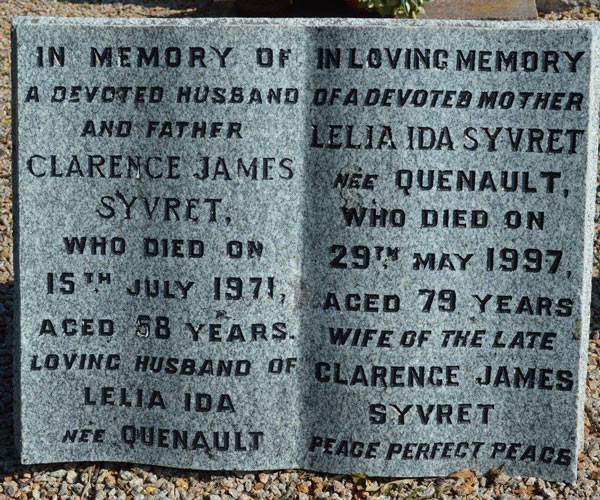 IN MEMORY OF
A DEVOTED HUSBAND
AND FATHER
CLARENCE JAMES
SYVRET,
WHO DIED ON
15TH JULY 1971,
AGED 58 YEARS.
LOVING HUSBAND OF
LELIA IDA
NÉE QUENAULT
IN LOVING MEMORY
OF A DEVOTED MOTHER
LELIA IDA SYVRET
NÉE QUENAULT,
WHO DIED ON
29TH MAY 1997,
AGED 79 YEARS
WIFE OF THE LATE
CLARENCE JAMES
SYVRET
PEACE PERFECT PEACE